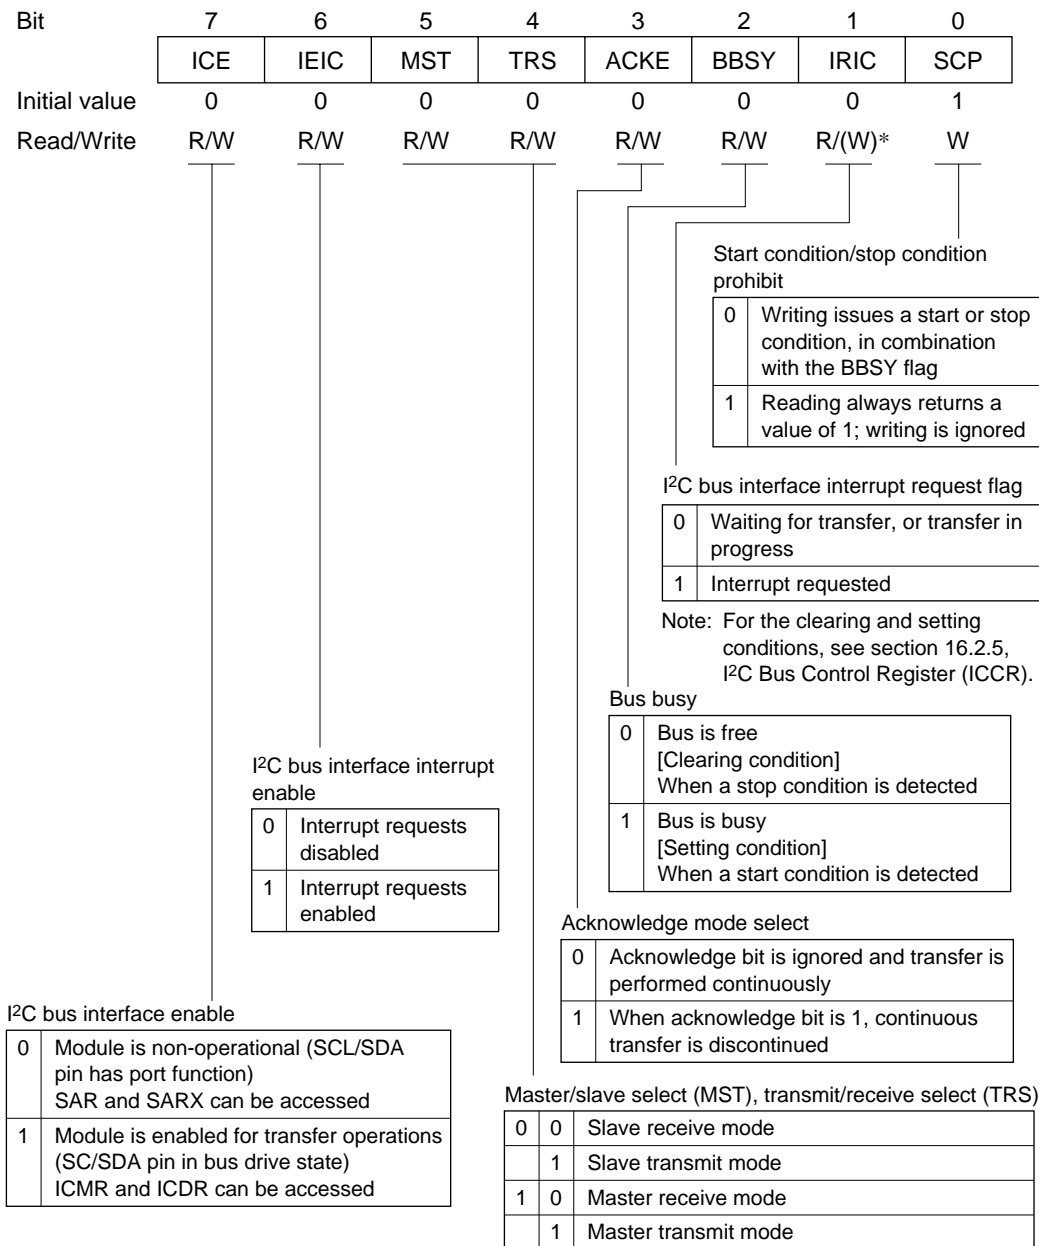 Bit 7 6 5 4 3 2 1 0
ICE IEIC MST TRS ACKE BBSY IRIC SCP
Initial value 0 0 0 0 0 0 0 1
Read/Write R/W R/W R/W R/W R/W R/W R/(W)* W
Start condition/stop condition
prohibit
0 Writing issues a start or stop
condition, in combination
with the BBSY flag
1 Reading always returns a
value of 1; writing is ignored
I2C bus interface interrupt request flag
0 Waiting for transfer, or transfer in
progress
1 Interrupt requested
Note: For the clearing and setting
conditions, see section 16.2.5,
I2C Bus Control Register (ICCR).
Bus busy
0 Bus is free
[Clearing condition]
When a stop condition is detected
1 Bus is busy
[Setting condition]
When a start condition is detected
I2C bus interface interrupt
enable
0 Interrupt requests
disabled
1 Interrupt requests
enabled
Acknowledge mode select
0 Acknowledge bit is ignored and transfer is
performed continuously
1 When acknowledge bit is 1, continuous
transfer is discontinued
I2C bus interface enable
0 Module is non-operational (SCL/SDA
pin has port function)
SAR and SARX can be accessed
1 Module is enabled for transfer operations
(SC/SDA pin in bus drive state)
ICMR and ICDR can be accessed
Master/slave select (MST), transmit/receive select (TRS)
0 0 Slave receive mode
1 Slave transmit mode
1 0 Master receive mode
1 Master transmit mode